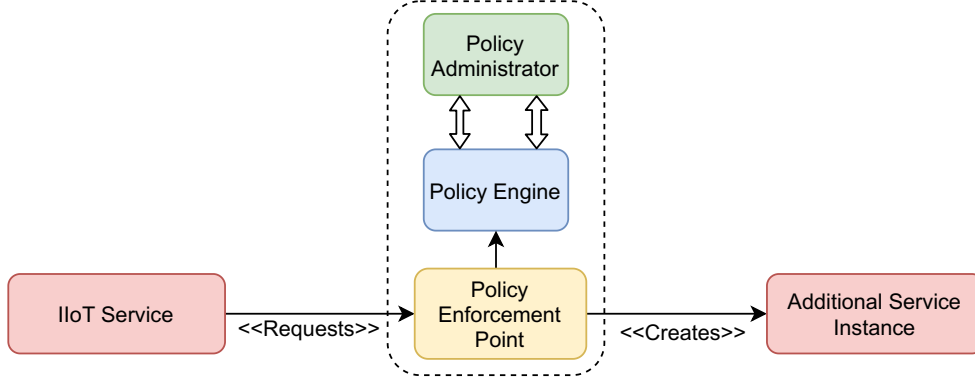 Policy
Administrator
Policy Engine
IIoT Service
<<Requests>>
Policy
Enforcement
Point
<<Creates>>
Additional Service
Instance